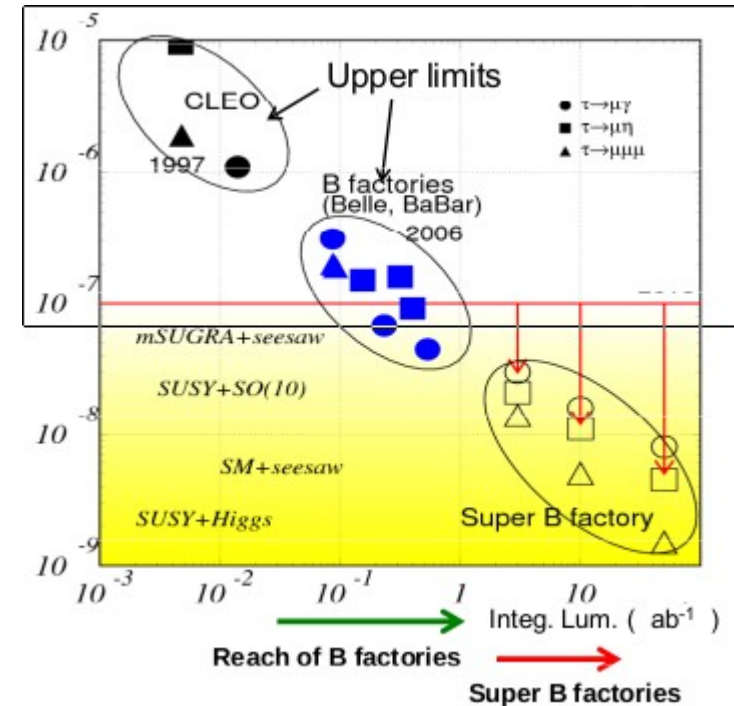 10 -5
Upper limits
CLEO
● τ→μγ
■ τ→μη
▲ τ→μμμ
10 -6
1997
B factories
(Belle, BaBar)
2006
10 -7
mSUGRA+seesaw
SUSY+SO(10)
10 -8
SM+seesaw
SUSY+Higgs
Super B factory
10 -9
10 -3 10 -2 10 -1 1 10
Integ. Lum. ( ab-1 )
Reach of B factories
Super B factories